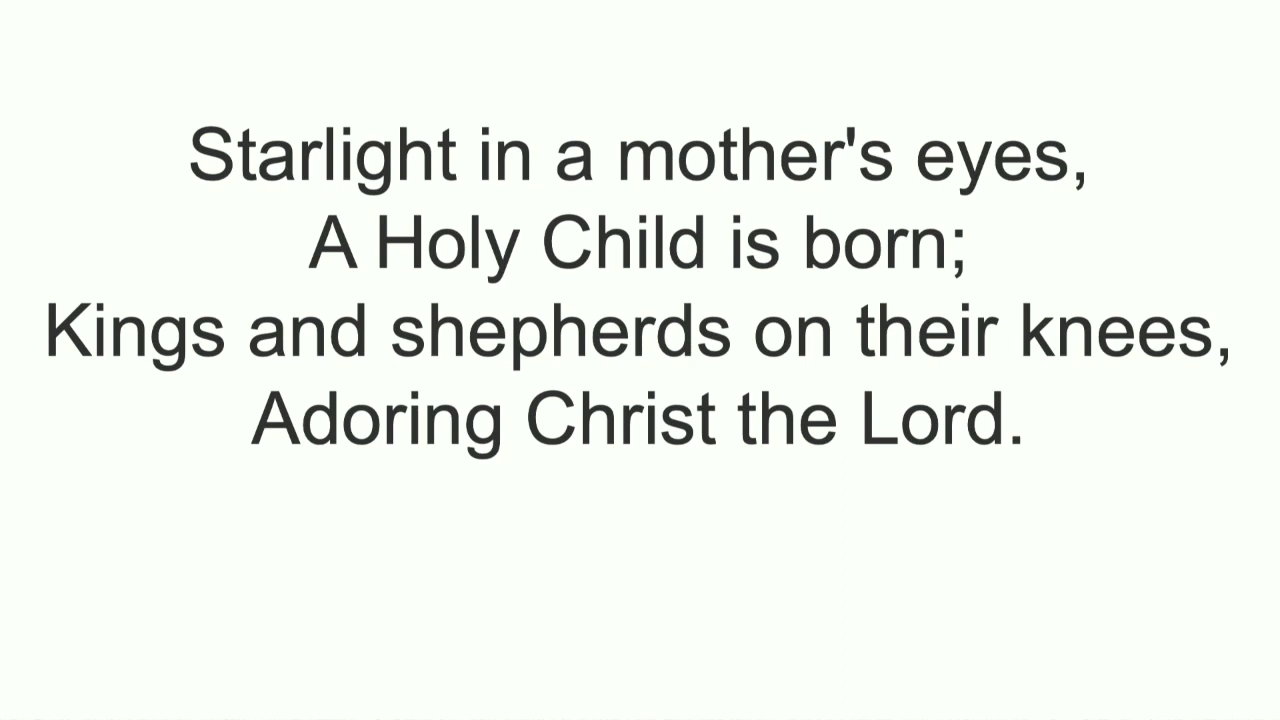 Starlight in a mother's eyes,
A Holy Child is born;
Kings and shepherds on their knees,
Adoring Christ the Lord.